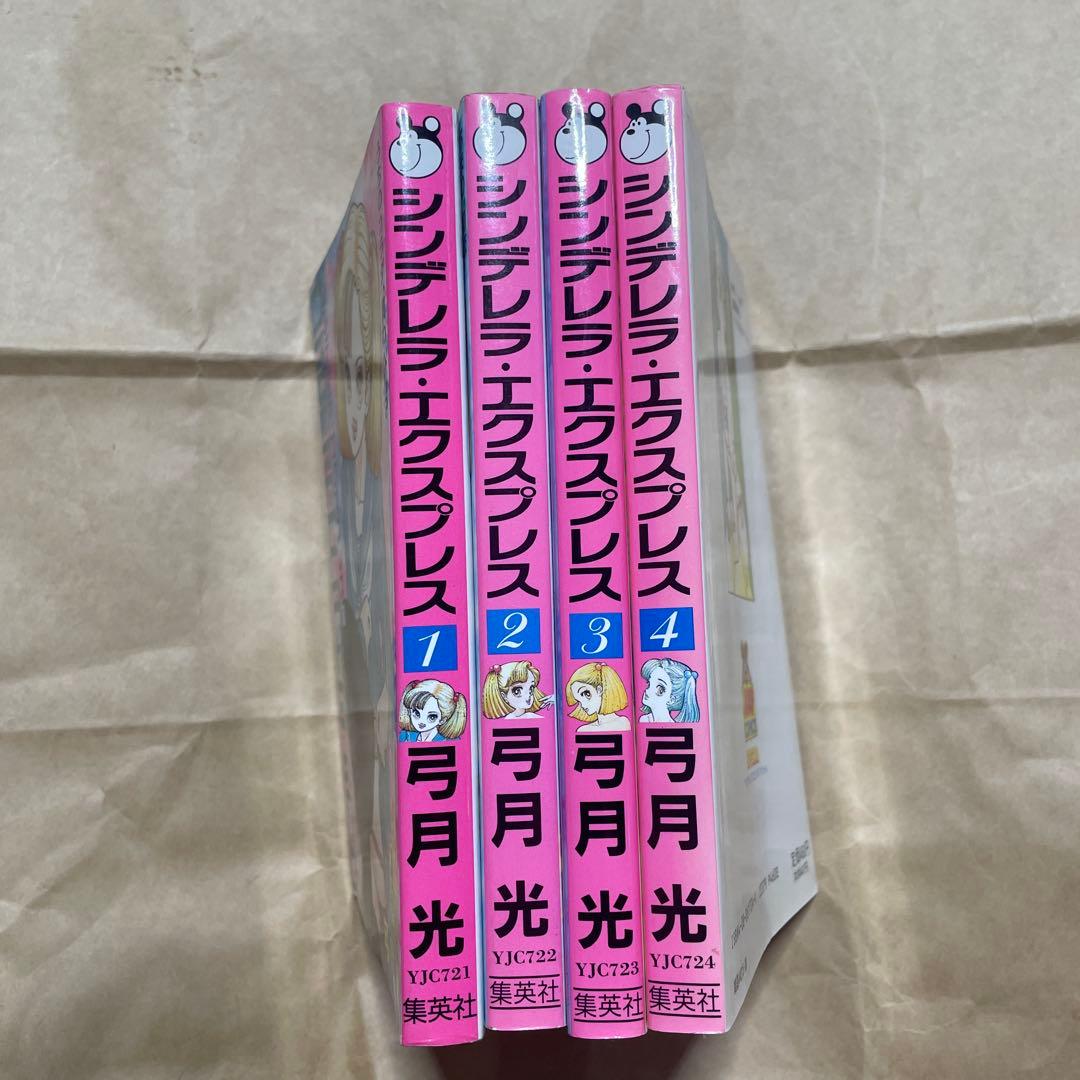 シンデレラ・エクスプレス
1
弓月 光
YJC721
集英社
シンデレラ・エクスプレス
2
弓月 光
YJC722
集英社
シンデレラ・エクスプレス
3
弓月 光
YJC723
集英社
シンデレラ・エクスプレス
4
弓月 光
YJC724
集英社